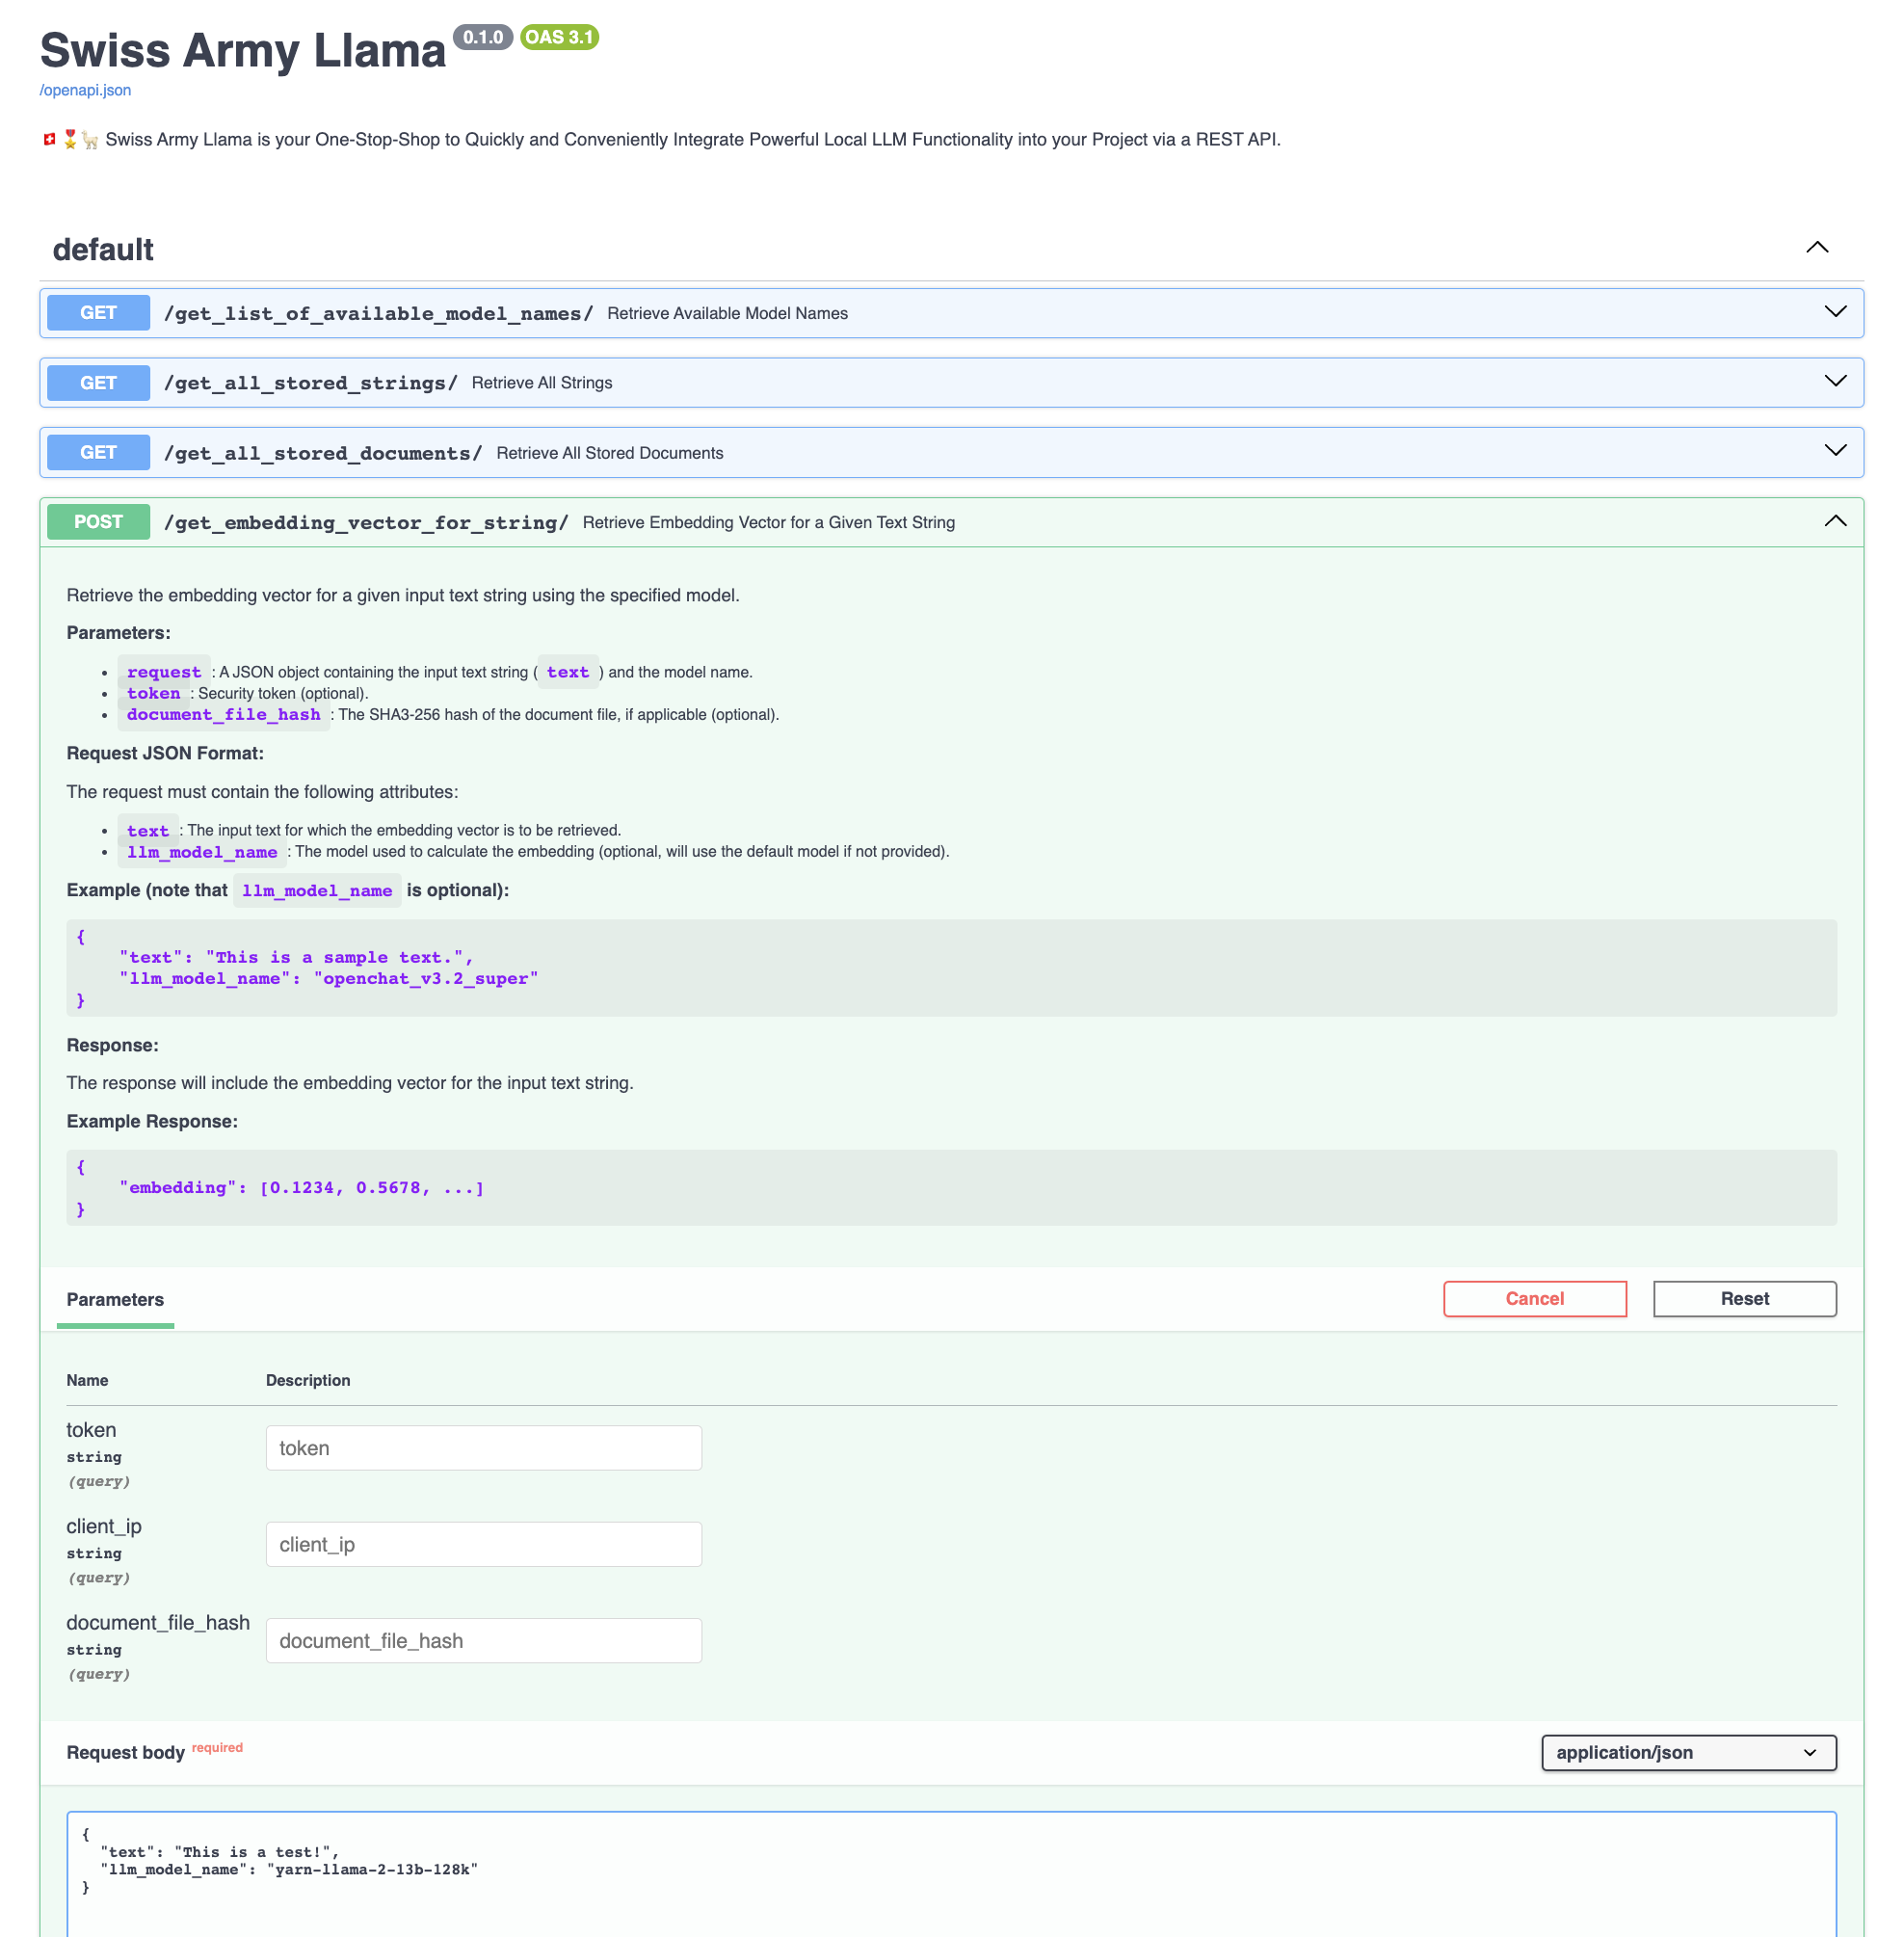 Swiss Army Llama 0.1.0 OAS 3.1
/openapi.json
🇨🇭🎖️🦙 Swiss Army Llama is your One-Stop-Shop to Quickly and Conveniently Integrate Powerful Local LLM Functionality into your Project via a REST API.
default
GET /get_list_of_available_model_names/ Retrieve Available Model Names
GET /get_all_stored_strings/ Retrieve All Strings
GET /get_all_stored_documents/ Retrieve All Stored Documents
POST /get_embedding_vector_for_string/ Retrieve Embedding Vector for a Given Text String
Retrieve the embedding vector for a given input text string using the specified model.
Parameters:
• request : A JSON object containing the input text string ( text ) and the model name.
• token : Security token (optional).
• document_file_hash : The SHA3-256 hash of the document file, if applicable (optional).
Request JSON Format:
The request must contain the following attributes:
• text : The input text for which the embedding vector is to be retrieved.
• llm_model_name : The model used to calculate the embedding (optional, will use the default model if not provided).
Example (note that llm_model_name is optional):
{
"text": "This is a sample text.",
"llm_model_name": "openchat_v3.2_super"
}
Response:
The response will include the embedding vector for the input text string.
Example Response:
{
"embedding": [0.1234, 0.5678, ...]
}
Parameters Cancel Reset
Name Description
token
string
(query)
token
client_ip
string
(query)
client_ip
document_file_hash
string
(query)
document_file_hash
Request body required application/json
{
"text": "This is a test!",
"llm_model_name": "yarn-llama-2-13b-128k"
}